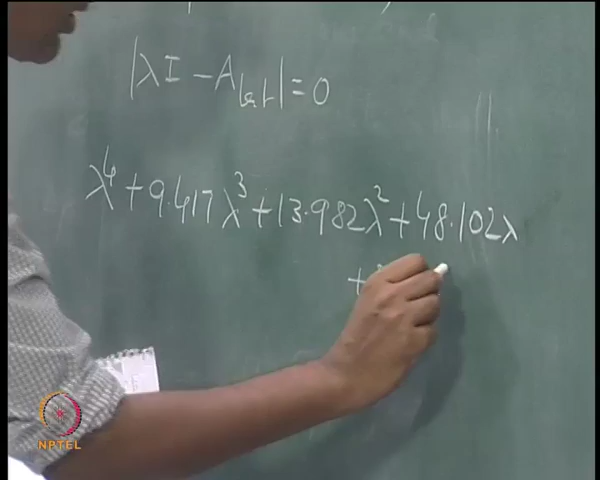 |λI - A_lat| = 0
λ⁴ + 9.417λ³ + 13.982λ² + 48.102λ
+
NPTEL